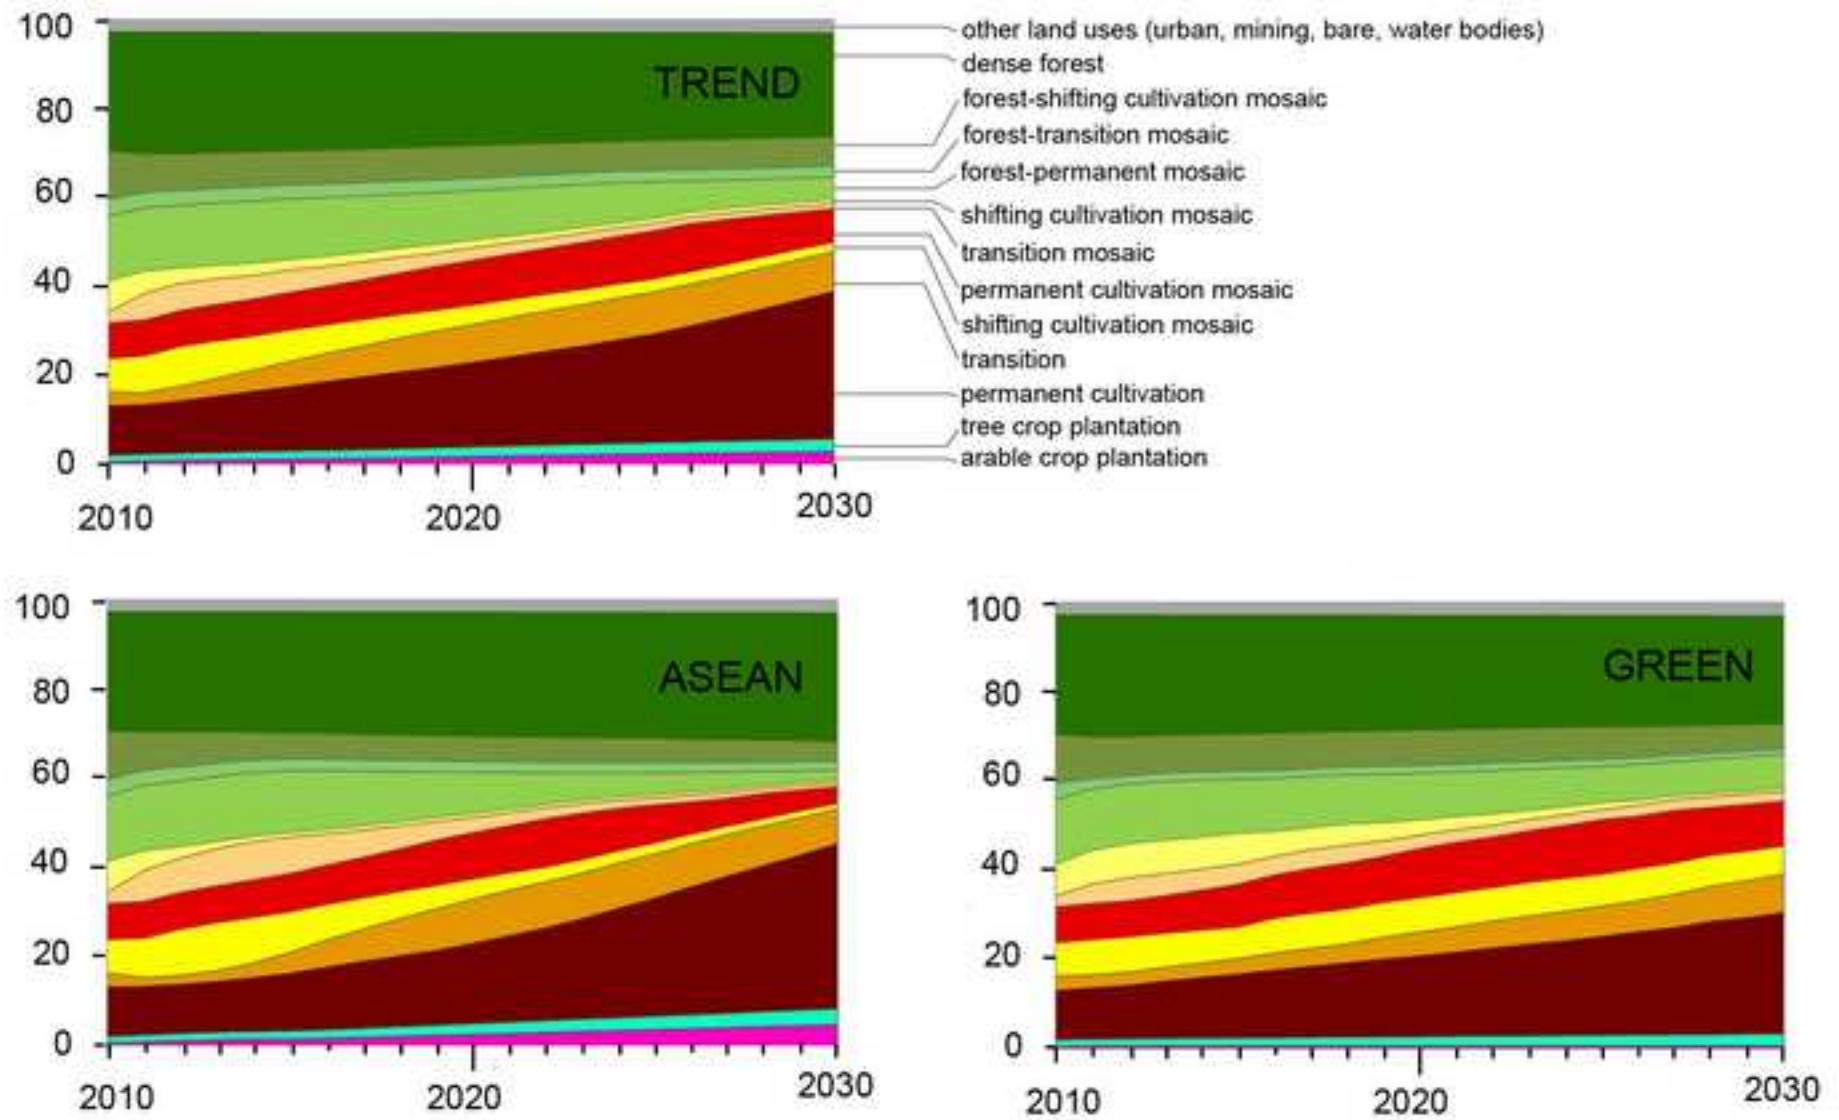 100
80
60
40
20
0
2010
2020
2030
TREND
other land uses (urban, mining, bare, water bodies)
dense forest
forest-shifting cultivation mosaic
forest-transition mosaic
forest-permanent mosaic
shifting cultivation mosaic
transition mosaic
permanent cultivation mosaic
shifting cultivation mosaic
transition
permanent cultivation
tree crop plantation
arable crop plantation
100
80
60
40
20
0
2010
2020
2030
ASEAN
100
80
60
40
20
0
2010
2020
2030
GREEN